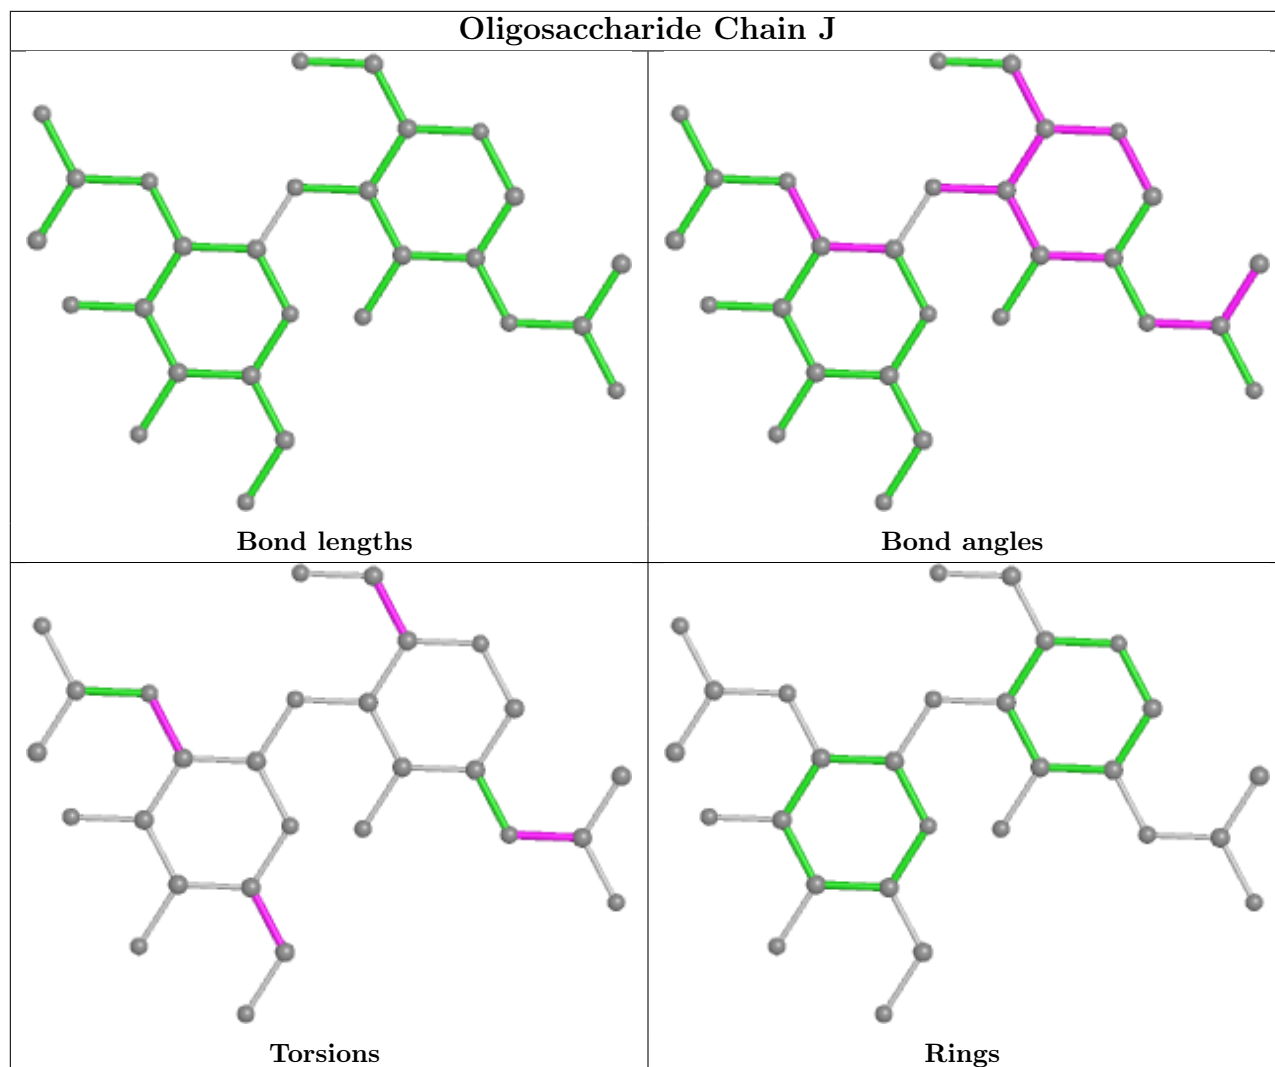 Oligosaccharide Chain J
Bond lengths
Bond angles
Torsions
Rings